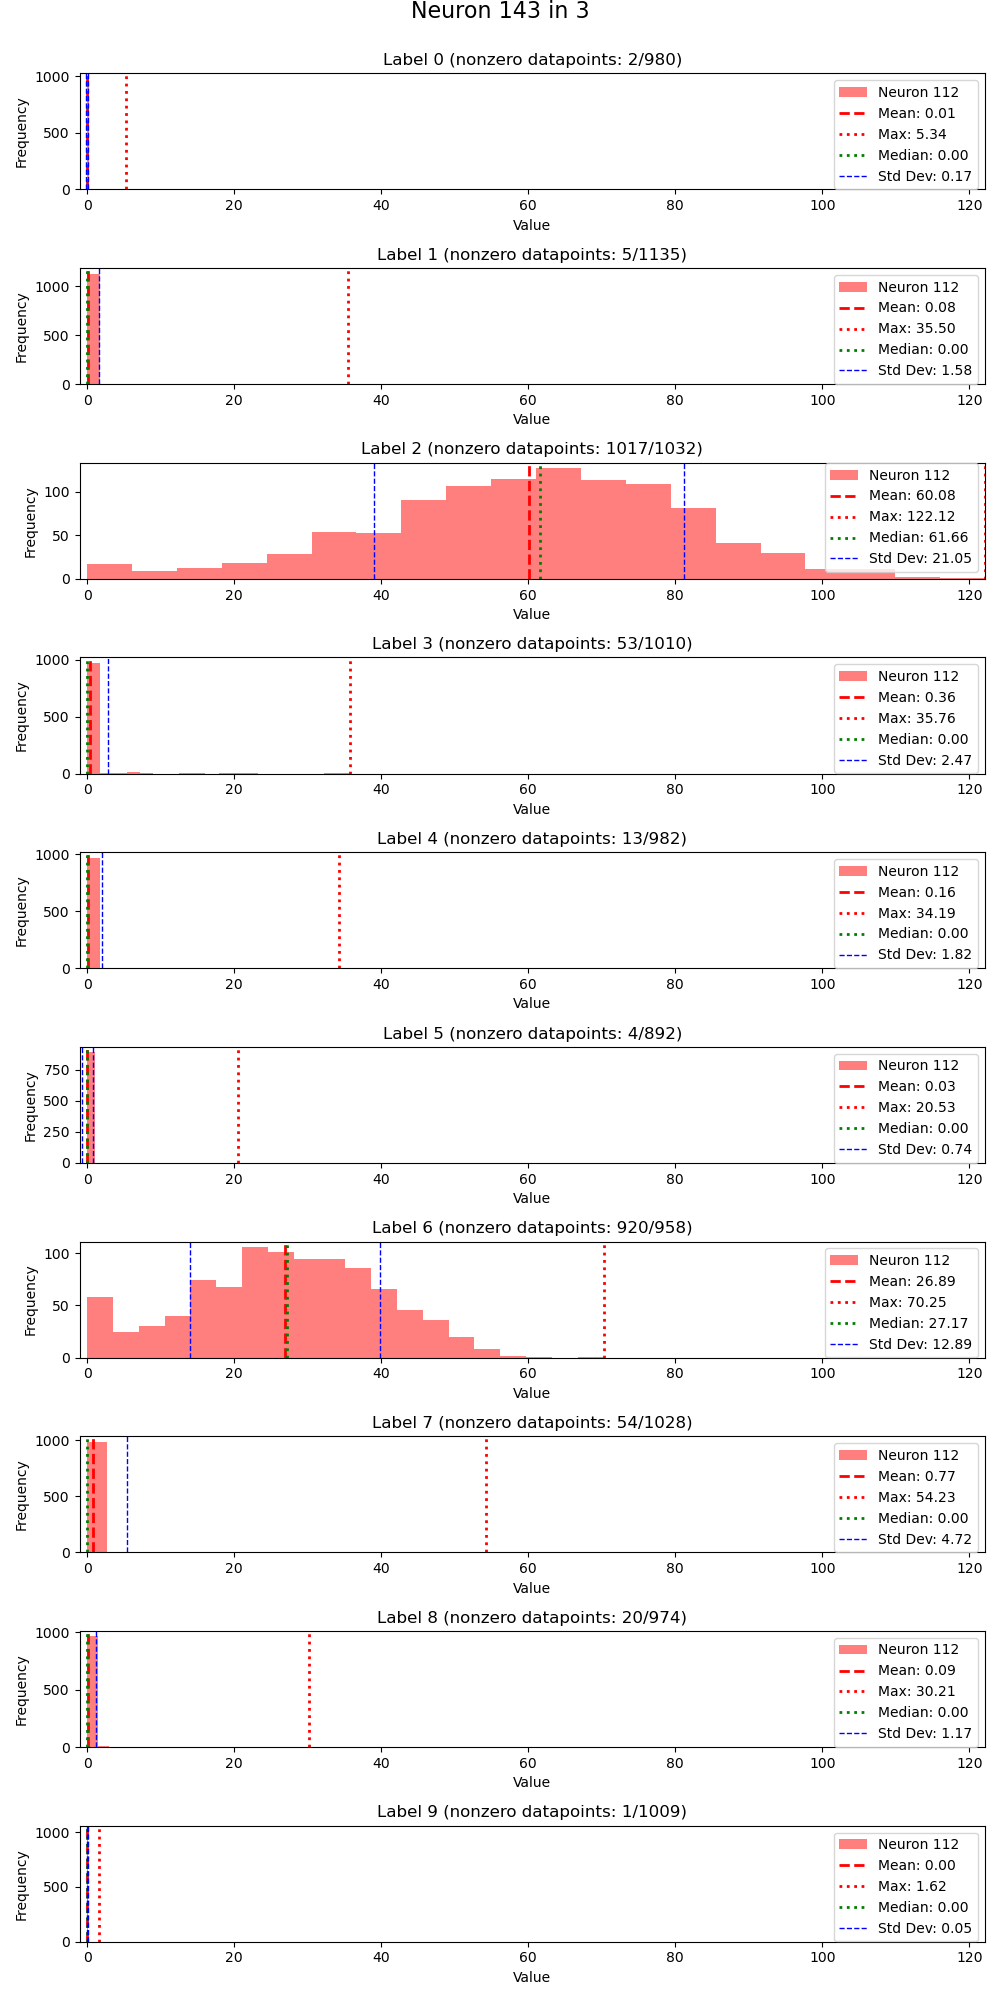 Neuron 143 in 3
Label 0 (nonzero datapoints: 2/980)
Frequency
1000
500
0
Neuron 112
Mean: 0.01
Max: 5.34
Median: 0.00
Std Dev: 0.17
0 20 40 60 80 100 120
Value
Label 1 (nonzero datapoints: 5/1135)
Frequency
1000
500
0
Neuron 112
Mean: 0.08
Max: 35.50
Median: 0.00
Std Dev: 1.58
0 20 40 60 80 100 120
Value
Label 2 (nonzero datapoints: 1017/1032)
Frequency
100
50
0
Neuron 112
Mean: 60.08
Max: 122.12
Median: 61.66
Std Dev: 21.05
0 20 40 60 80 100 120
Value
Label 3 (nonzero datapoints: 53/1010)
Frequency
1000
500
0
Neuron 112
Mean: 0.36
Max: 35.76
Median: 0.00
Std Dev: 2.47
0 20 40 60 80 100 120
Value
Label 4 (nonzero datapoints: 13/982)
Frequency
1000
500
0
Neuron 112
Mean: 0.16
Max: 34.19
Median: 0.00
Std Dev: 1.82
0 20 40 60 80 100 120
Value
Label 5 (nonzero datapoints: 4/892)
Frequency
750
500
250
0
Neuron 112
Mean: 0.03
Max: 20.53
Median: 0.00
Std Dev: 0.74
0 20 40 60 80 100 120
Value
Label 6 (nonzero datapoints: 920/958)
Frequency
100
50
0
Neuron 112
Mean: 26.89
Max: 70.25
Median: 27.17
Std Dev: 12.89
0 20 40 60 80 100 120
Value
Label 7 (nonzero datapoints: 54/1028)
Frequency
1000
500
0
Neuron 112
Mean: 0.77
Max: 54.23
Median: 0.00
Std Dev: 4.72
0 20 40 60 80 100 120
Value
Label 8 (nonzero datapoints: 20/974)
Frequency
1000
500
0
Neuron 112
Mean: 0.09
Max: 30.21
Median: 0.00
Std Dev: 1.17
0 20 40 60 80 100 120
Value
Label 9 (nonzero datapoints: 1/1009)
Frequency
1000
500
0
Neuron 112
Mean: 0.00
Max: 1.62
Median: 0.00
Std Dev: 0.05
0 20 40 60 80 100 120
Value